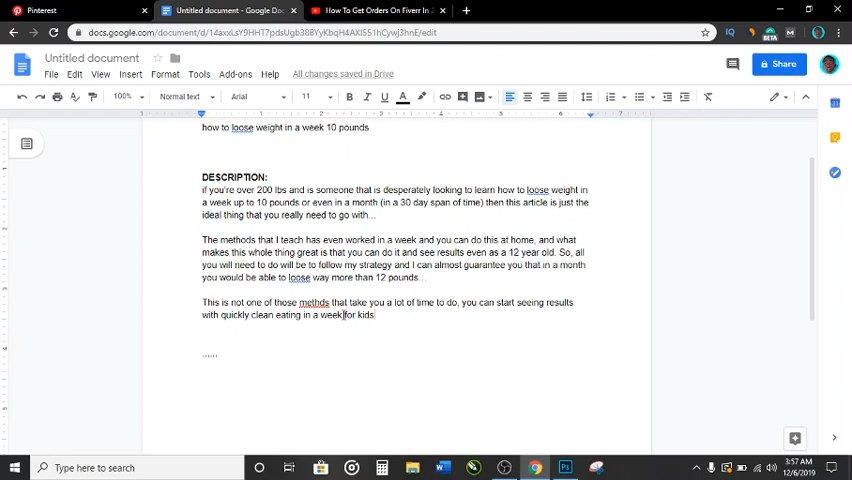 Pinterest
Untitled document - Google Do
How To Get Orders On Fiverr In
docs.google.com/document/d/14axxLsY9HHT7pdsUgb38BYyKbqH4AXl551hCywj3hnE/edit
BETA
M
Untitled document
File Edit View Insert Format Tools Add-ons Help All changes saved in Drive
Share
100% Normal text Arial 11 B I U A
1 1 2 3 4 5 6 7
how to loose weight in a week 10 pounds
DESCRIPTION:
if you're over 200 lbs and is someone that is desperately looking to learn how to loose weight in
a week up to 10 pounds or even in a month (in a 30 day span of time) then this article is just the
ideal thing that you really need to go with...
The methods that I teach has even worked in a week and you can do this at home, and what
makes this whole thing great is that you can do it and see results even as a 12 year old. So, all
you will need to do will be to follow my strategy and I can almost guarantee you that in a month
you would be able to loose way more than 12 pounds...
This is not one of those methds that take you a lot of time to do, you can start seeing results
with quickly clean eating in a week for kids
,,,,,,
Type here to search
3:57 AM
12/6/2019